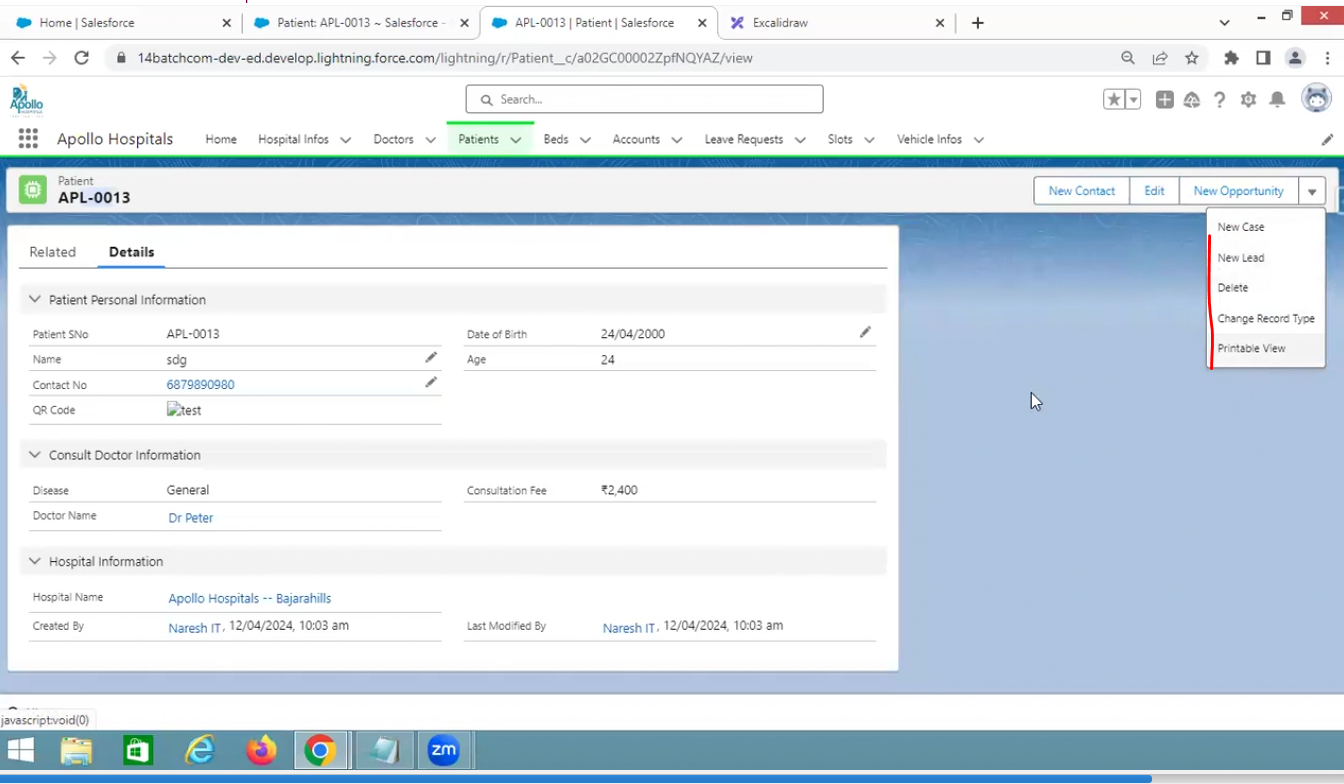 Home | Salesforce
Patient: APL-0013 ~ Salesforce -
APL-0013 | Patient | Salesforce
Excalidraw
14batchcom-dev-ed.develop.lightning.force.com/lightning/r/Patient__c/a02GC00002ZpfNQYAZ/view
Apollo
Search...
Apollo Hospitals
Home
Hospital Infos
Doctors
Patients
Beds
Accounts
Leave Requests
Slots
Vehicle Infos
Patient
APL-0013
New Contact
Edit
New Opportunity
New Case
New Lead
Delete
Change Record Type
Printable View
Related
Details
Patient Personal Information
Patient SNo APL-0013
Date of Birth 24/04/2000
Name sdg
Age 24
Contact No 6879890980
QR Code test
Consult Doctor Information
Disease General
Consultation Fee ₹2,400
Doctor Name Dr Peter
Hospital Information
Hospital Name Apollo Hospitals -- Bajarahills
Created By Naresh IT, 12/04/2024, 10:03 am
Last Modified By Naresh IT, 12/04/2024, 10:03 am
javascript:void(0)
zm